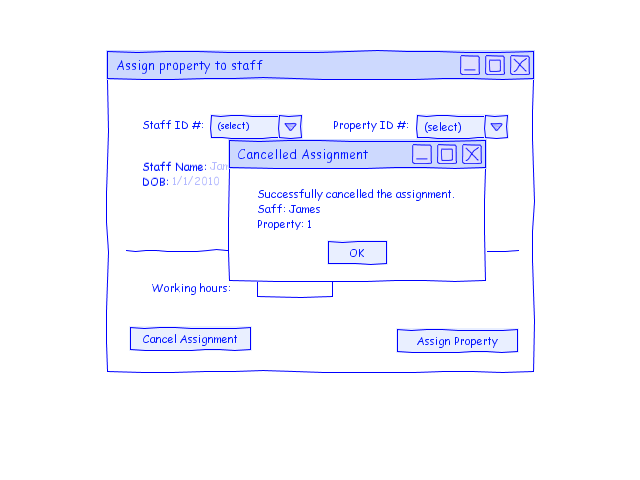 Assign property to staff
Staff ID #: (select) Property ID #: (select)
Cancelled Assignment
Staff Name:
DOB: 1/1/2010
Successfully cancelled the assignment.
Saff: James
Property: 1
OK
Working hours:
Cancel Assignment Assign Property